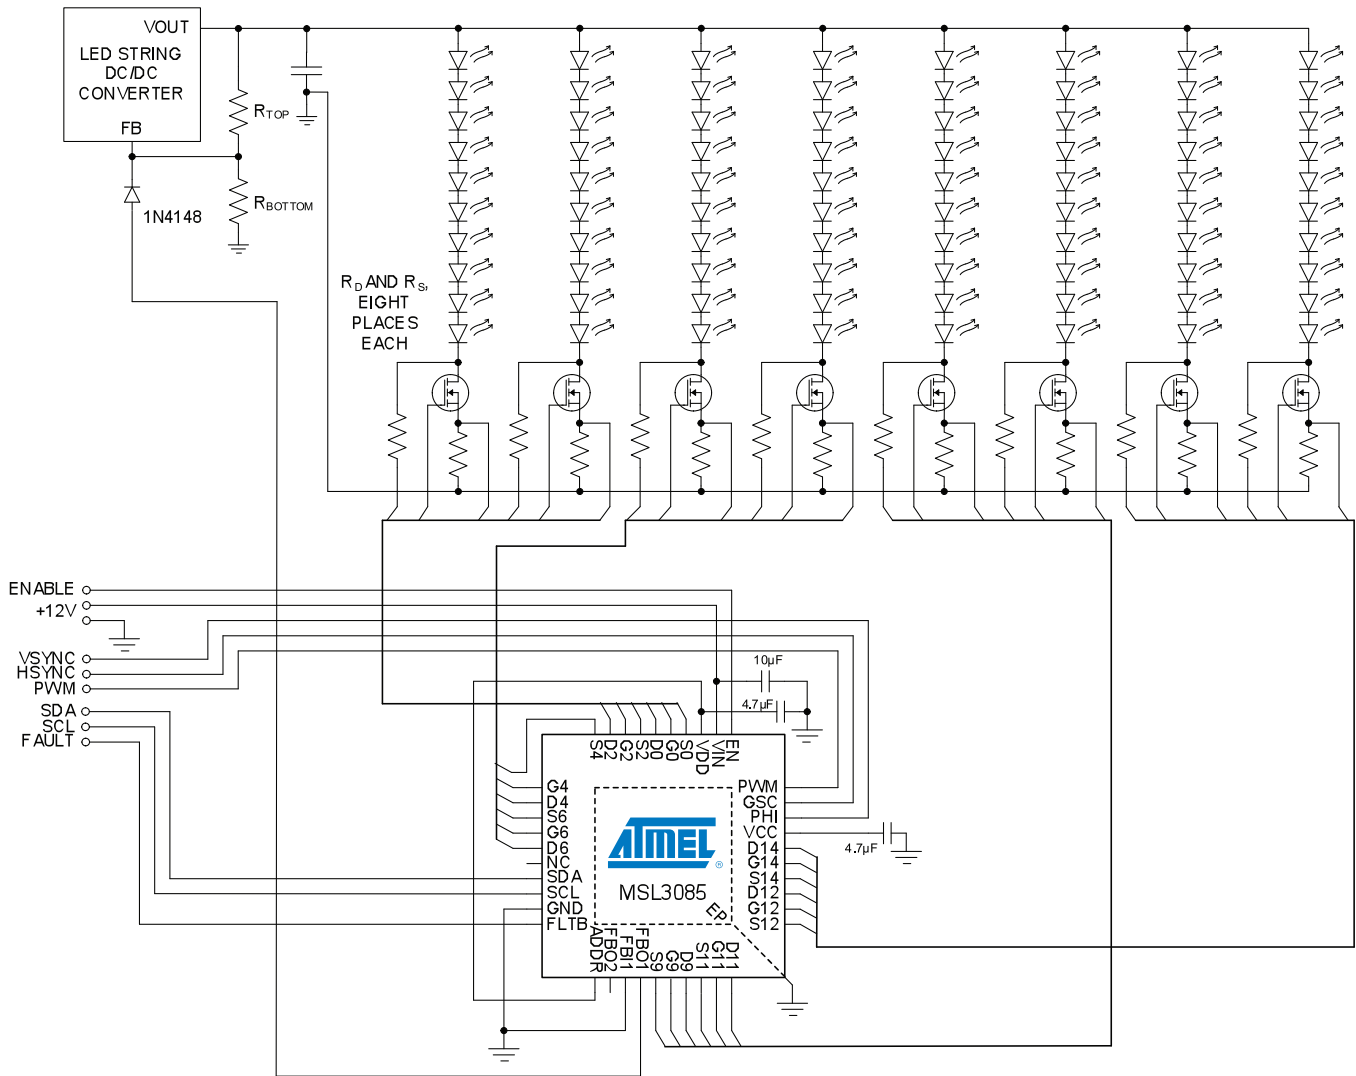 VOUT
LED STRING
DC/DC
CONVERTER
FB
RTOP
RBOTTOM
1N4148
RD AND RS,
EIGHT
PLACES
EACH
ENABLE
+12V
VSYNC
HSYNC
PWM
SDA
SCL
FAULT
10µF
4.7µF
S4
D2
G2
S2
D0
G0
S0
VDD
VIN
EN
G4
D4
S6
G6
D6
NC
SDA
SCL
GND
FLTB
PWM
GSC
PHI
VCC
D14
G14
S14
D12
G12
S12
4.7µF
ATMEL®
MSL3085
EP
ADDR
FBO2
FBI1
FBO1
S9
G9
D9
S11
G11
D11